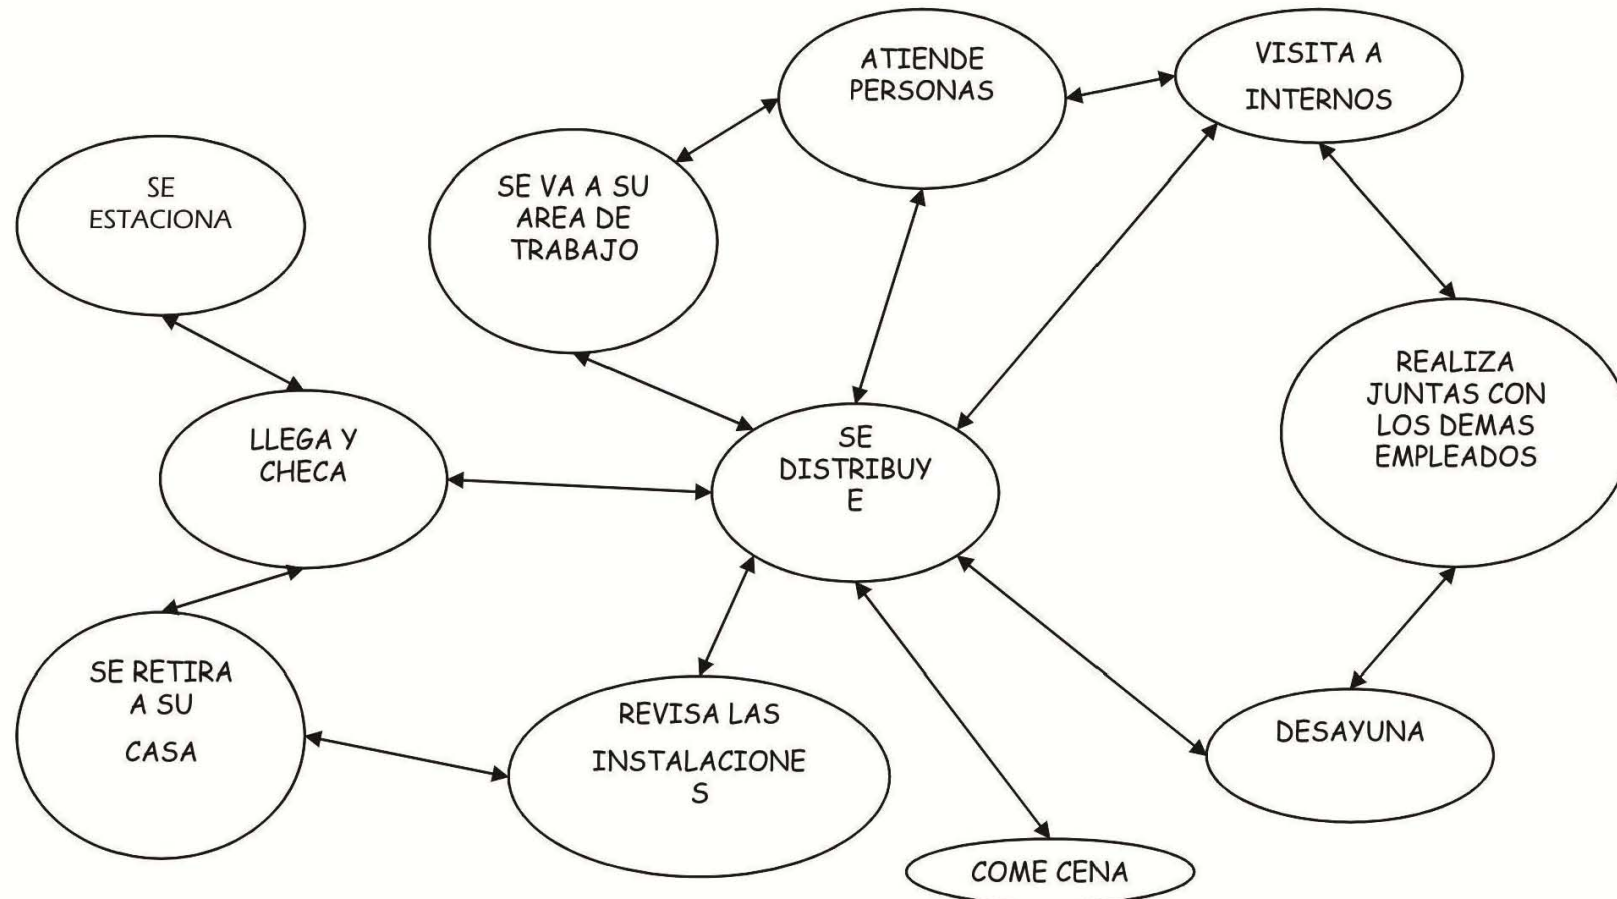 ATIENDE
PERSONAS
VISITA A
INTERNOS
SE
ESTACIONA
SE VA A SU
AREA DE
TRABAJO
REALIZA
JUNTAS CON
LOS DEMAS
EMPLEADOS
LLEGA Y
CHECA
SE
DISTRIBUY
E
SE RETIRA
A SU
CASA
REVISA LAS
INSTALACIONE
S
DESAYUNA
COME CENA